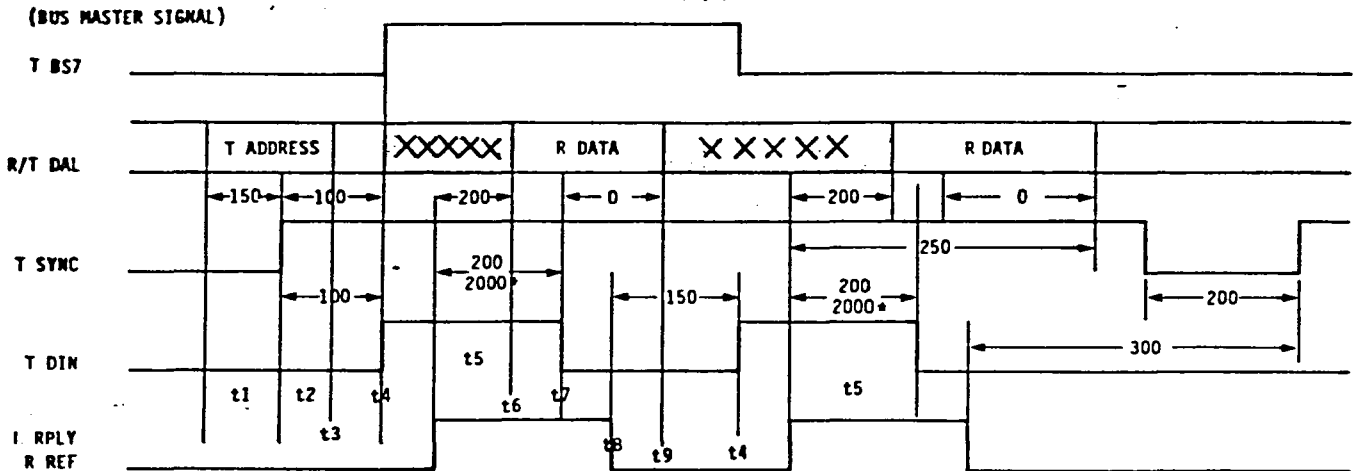 (BUS MASTER SIGNAL)
T BS7
T ADDRESS XXXXX R DATA X X X X X R DATA
R/T DAL
150 100 200 0 200 0
250
T SYNC
200
2000*
100 150 200
2000* 200
300
T DIN
t5 t5
t1 t2 t4 t6 t7
t3 t8 t9 t4
RPLY
R REF